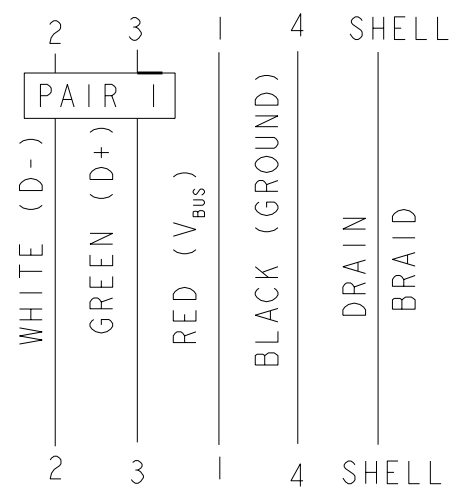 2 3 1 4 SHELL
PAIR 1
WHITE (D-)
GREEN (D+)
RED (VBUS)
BLACK (GROUND)
DRAIN
BRAID
2 3 1 4 SHELL